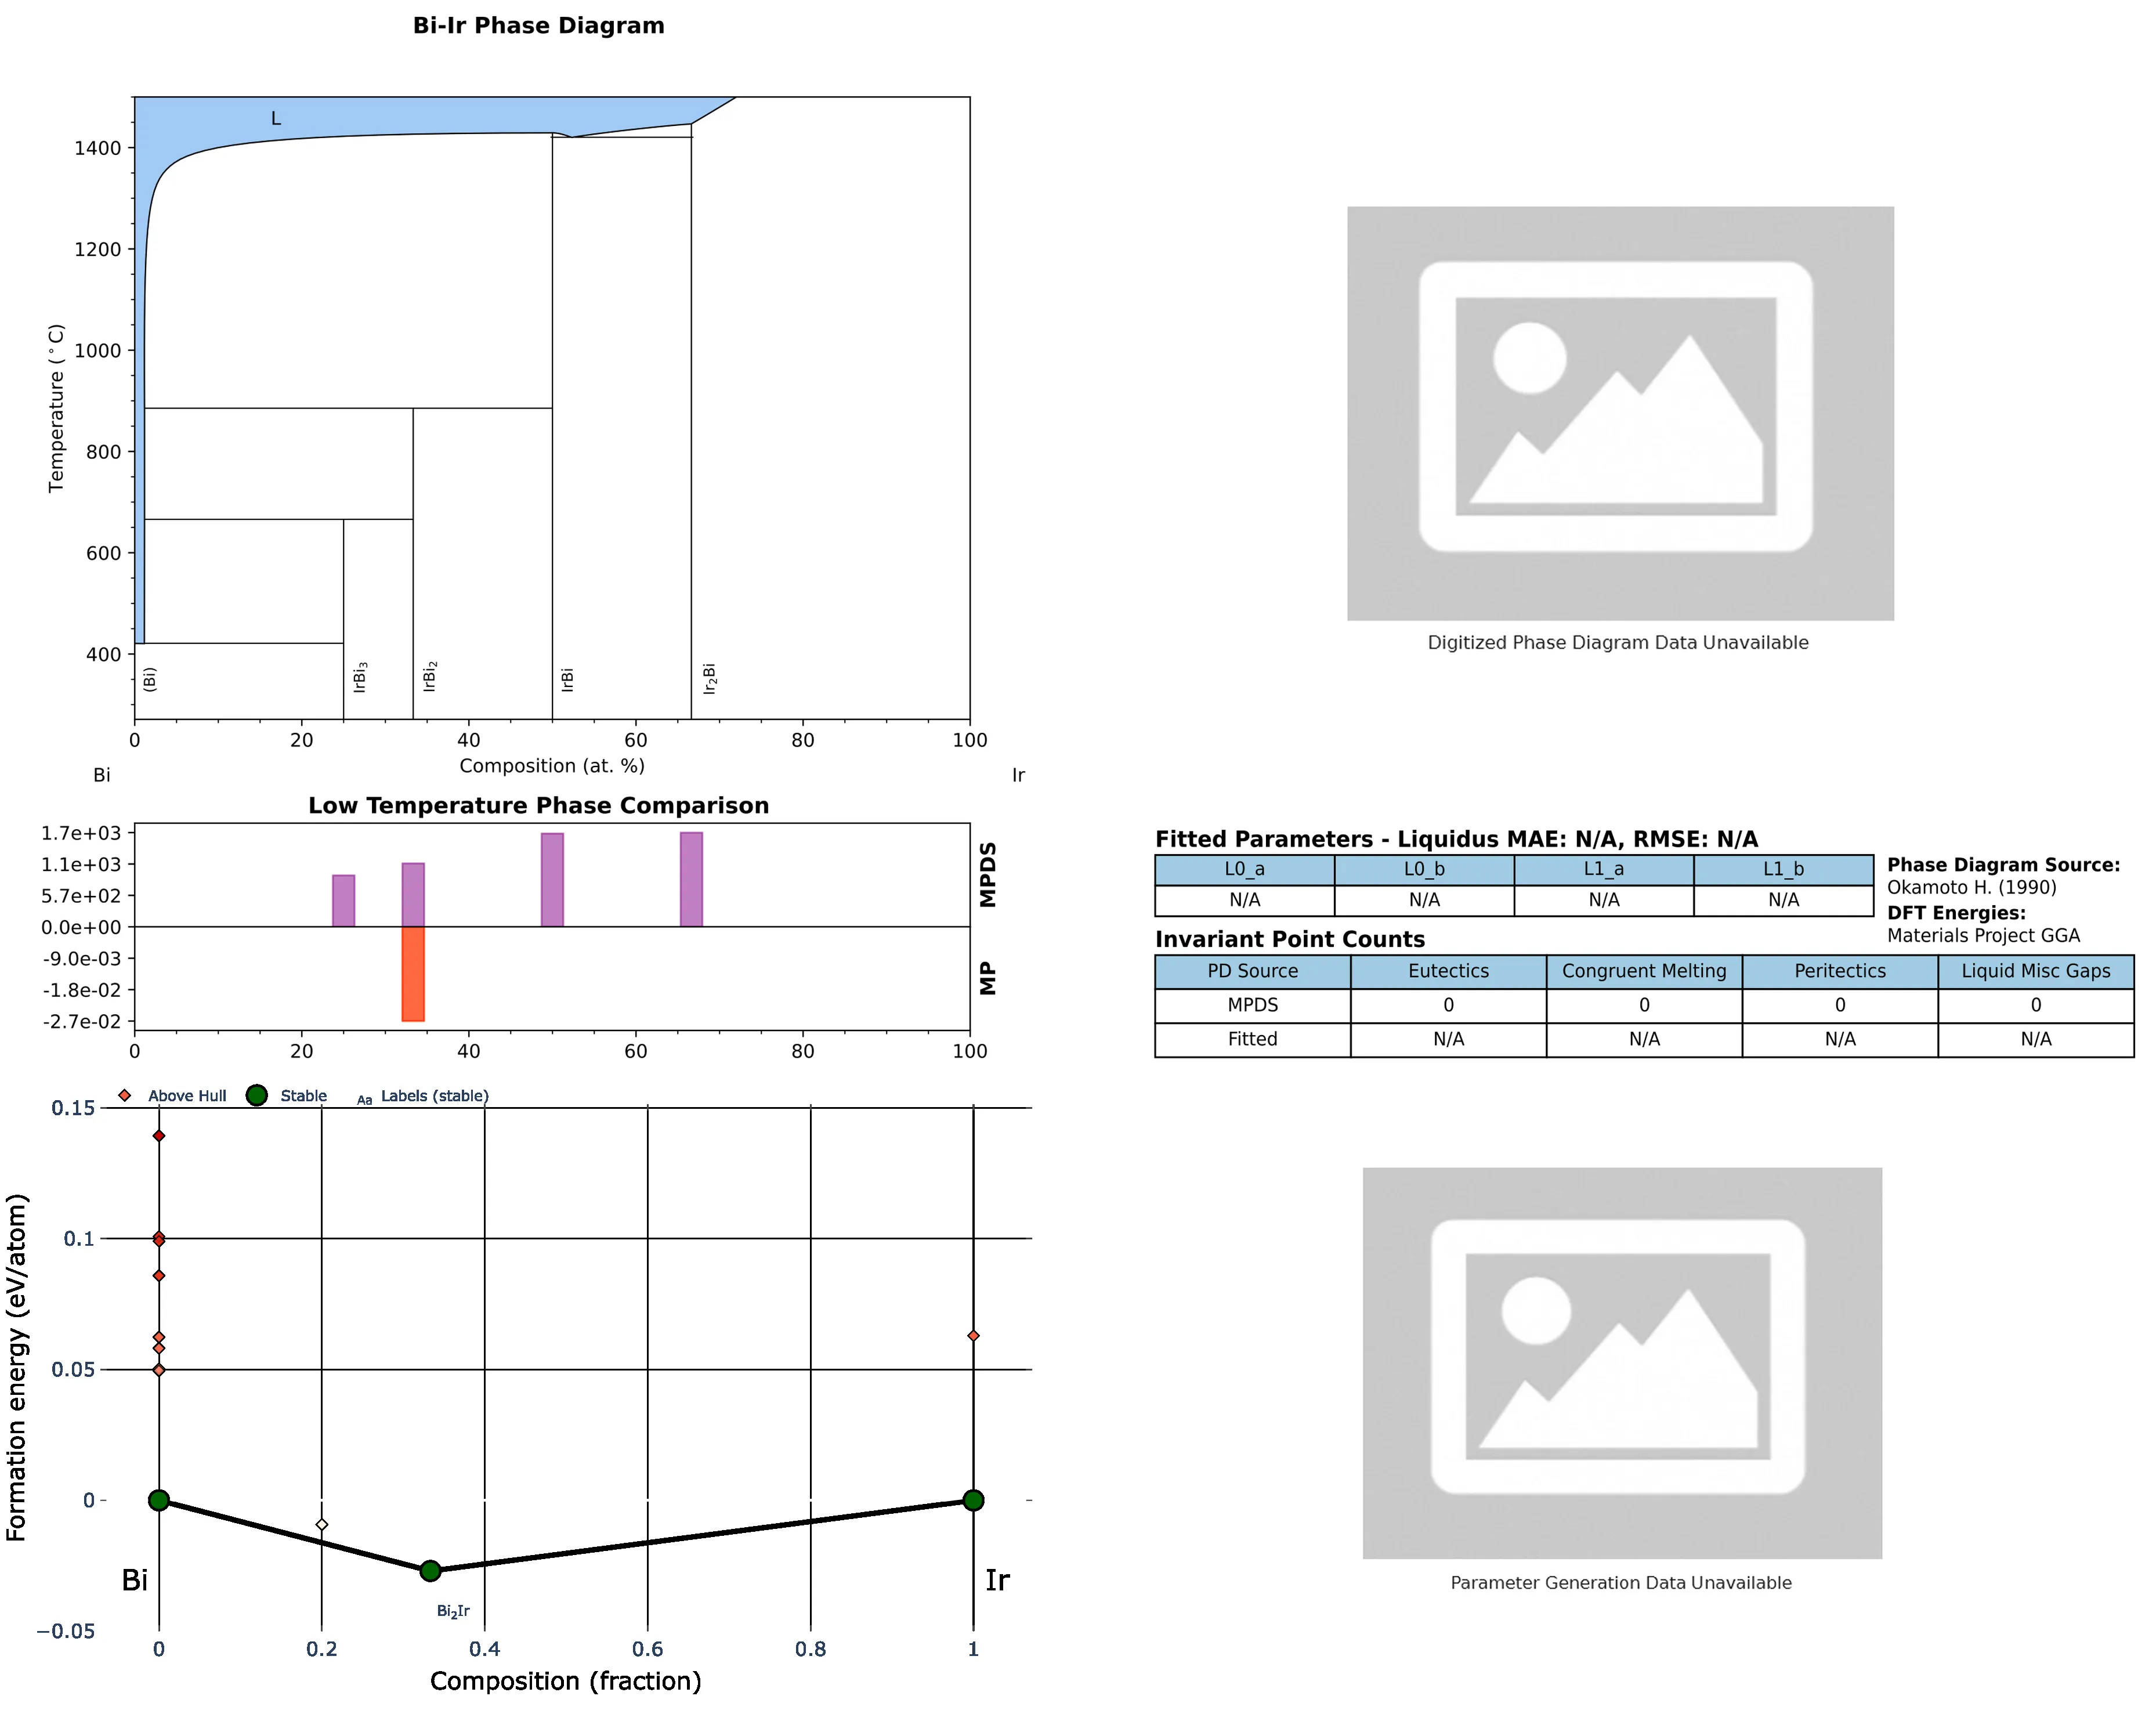 Bi-Ir Phase Diagram
L
1400
1200
1000
800
600
400
Temperature (°C)
(Bi)
IrBi₃
IrBi₂
IrBi
Ir₂Bi
0 20 40 60 80 100
Composition (at. %)
Bi Ir
Digitized Phase Diagram Data Unavailable
Low Temperature Phase Comparison
1.7e+03
1.1e+03
5.7e+02
0.0e+00
-9.0e-03
-1.8e-02
-2.7e-02
MPDS
MP
0 20 40 60 80 100
Fitted Parameters - Liquidus MAE: N/A, RMSE: N/A
L0_a L0_b L1_a L1_b
N/A N/A N/A N/A
Phase Diagram Source:
Okamoto H. (1990)
DFT Energies:
Materials Project GGA
Invariant Point Counts
PD Source Eutectics Congruent Melting Peritectics Liquid Misc Gaps
MPDS 0 0 0 0
Fitted N/A N/A N/A N/A
Above Hull Stable Aa Labels (stable)
0.15
0.1
0.05
0
−0.05
Formation energy (eV/atom)
Bi
Ir
Bi₂Ir
0 0.2 0.4 0.6 0.8 1
Composition (fraction)
Parameter Generation Data Unavailable